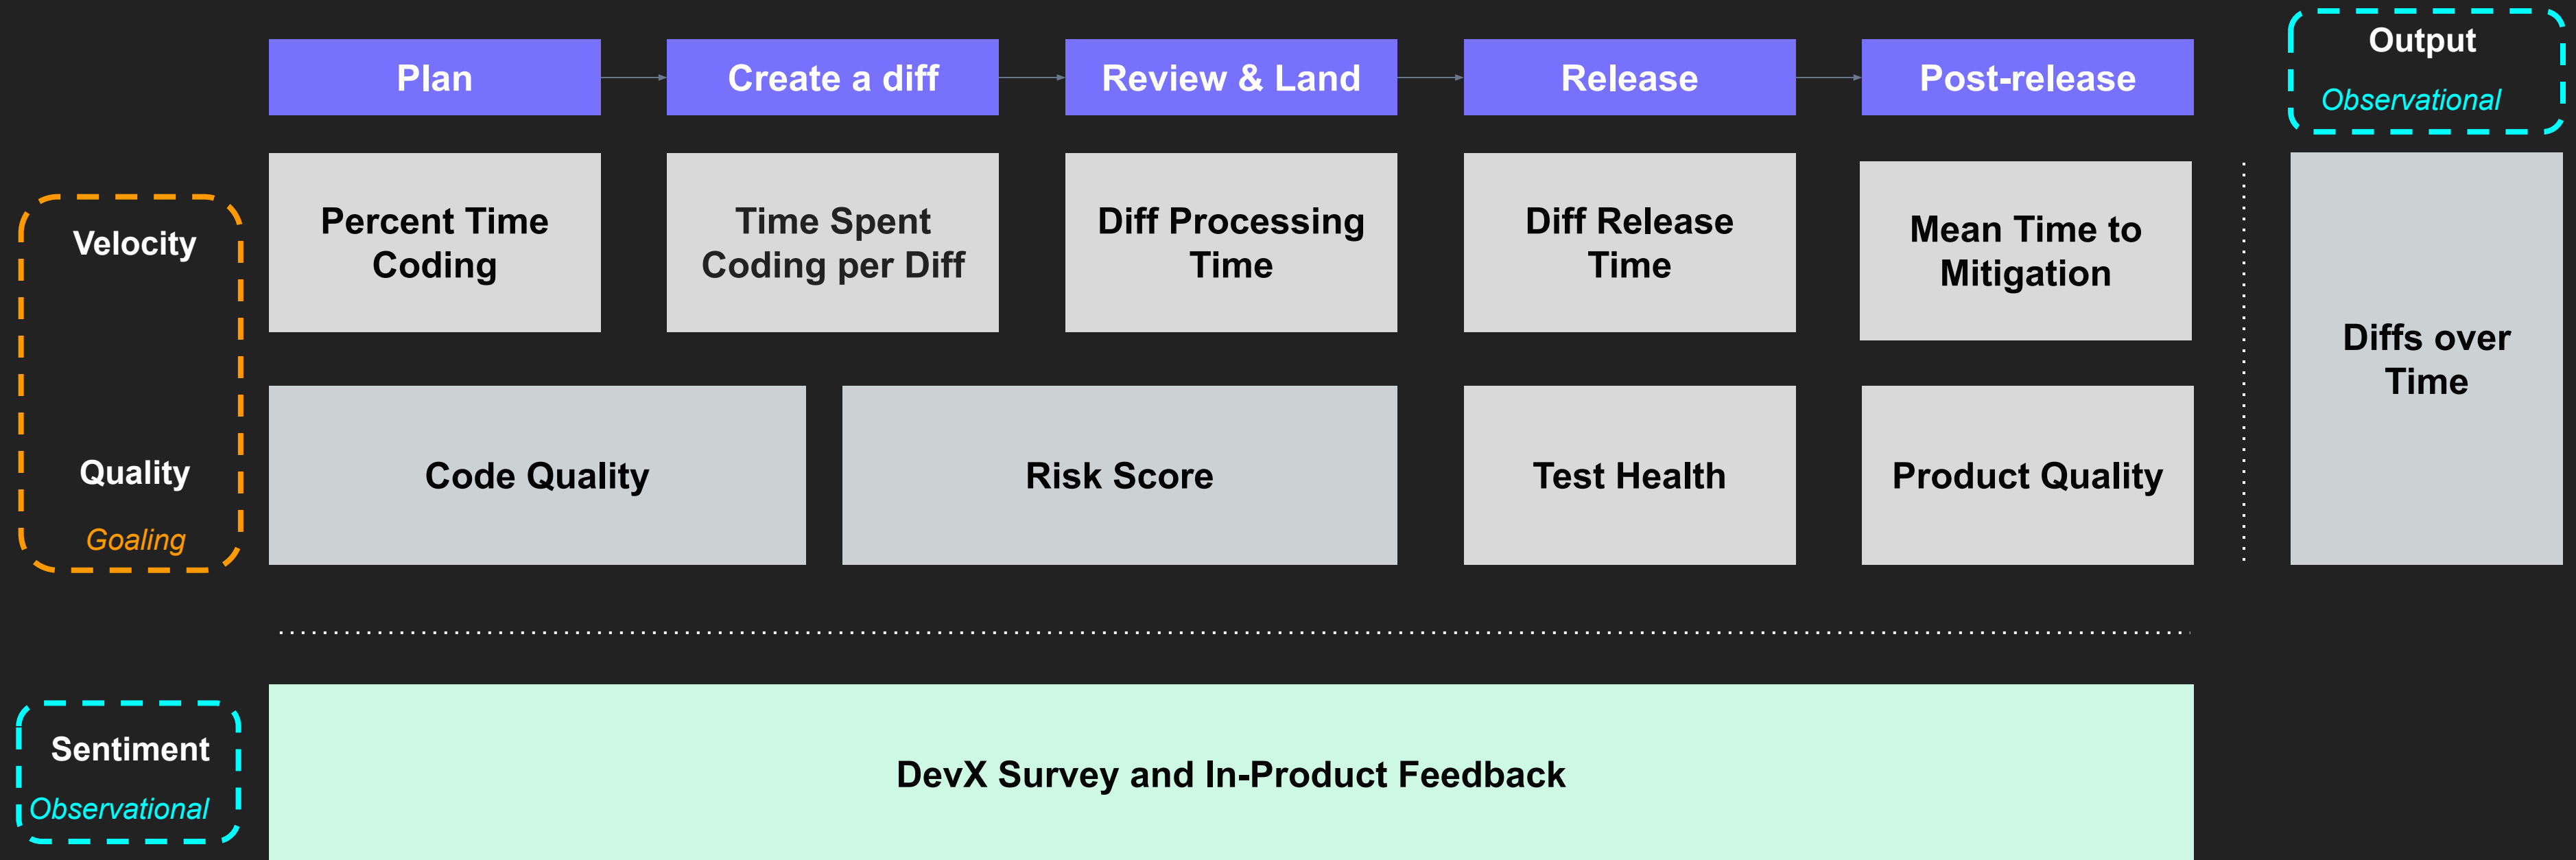 Plan
Create a diff
Review & Land
Release
Post-release
Output
Observational
Velocity
Percent Time
Coding
Time Spent
Coding per Diff
Diff Processing
Time
Diff Release
Time
Mean Time to
Mitigation
Diffs over
Time
Quality
Goaling
Code Quality
Risk Score
Test Health
Product Quality
Sentiment
Observational
DevX Survey and In-Product Feedback